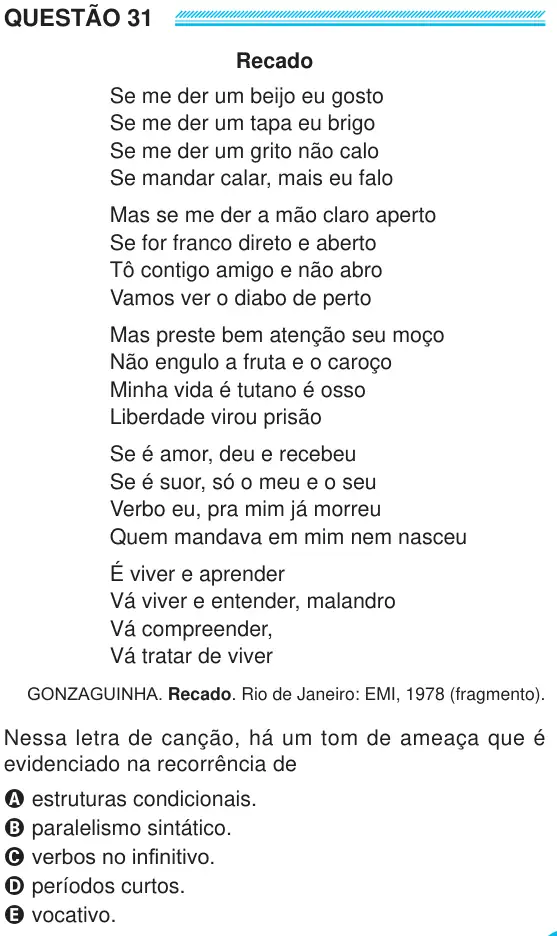 QUESTÃO 31
Recado
Se me der um beijo eu gosto
Se me der um tapa eu brigo
Se me der um grito não calo
Se mandar calar, mais eu falo
Mas se me der a mão claro aperto
Se for franco direto e aberto
Tô contigo amigo e não abro
Vamos ver o diabo de perto
Mas preste bem atenção seu moço
Não engulo a fruta e o caroço
Minha vida é tutano é osso
Liberdade virou prisão
Se é amor, deu e recebeu
Se é suor, só o meu e o seu
Verbo eu, pra mim já morreu
Quem mandava em mim nem nasceu
É viver e aprender
Vá viver e entender, malandro
Vá compreender,
Vá tratar de viver
GONZAGUINHA. Recado. Rio de Janeiro: EMI, 1978 (fragmento).
Nessa letra de canção, há um tom de ameaça que é
evidenciado na recorrência de
A estruturas condicionais.
B paralelismo sintático.
C verbos no infinitivo.
D períodos curtos.
E vocativo.